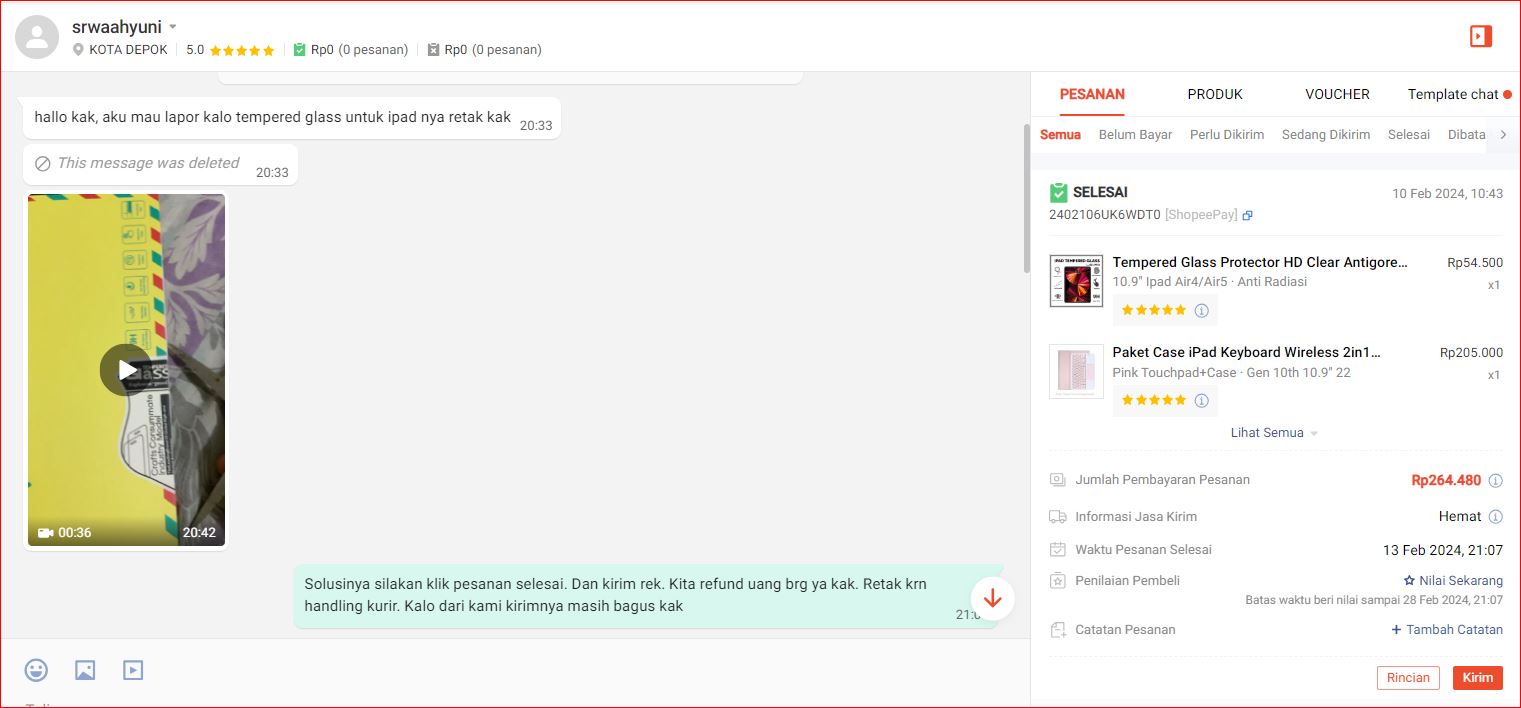 srwaahyuni
KOTA DEPOK 5.0 Rp0 (0 pesanan) Rp0 (0 pesanan)
hallo kak, aku mau lapor kalo tempered glass untuk ipad nya retak kak 20:33
This message was deleted 20:33
Crafts Consummate
Industry Model
00:36 20:42
Solusinya silakan klik pesanan selesai. Dan kirim rek. Kita refund uang brg ya kak. Retak krn
handling kurir. Kalo dari kami kirimnya masih bagus kak
PESANAN PRODUK VOUCHER Template chat
Semua Belum Bayar Perlu Dikirim Sedang Dikirim Selesai Dibata
SELESAI 10 Feb 2024, 10:43
2402106UK6WDT0 [ShopeePay]
IPAD TEMPERED GLASS
Tempered Glass Protector HD Clear Antigore... Rp54.500
10.9" Ipad Air4/Air5 · Anti Radiasi x1
Paket Case iPad Keyboard Wireless 2in1... Rp205.000
Pink Touchpad+Case · Gen 10th 10.9" 22 x1
Lihat Semua
Jumlah Pembayaran Pesanan Rp264.480
Informasi Jasa Kirim Hemat
Waktu Pesanan Selesai 13 Feb 2024, 21:07
Penilaian Pembeli Nilai Sekarang
Batas waktu beri nilai sampai 28 Feb 2024, 21:07
Catatan Pesanan + Tambah Catatan
Rincian Kirim